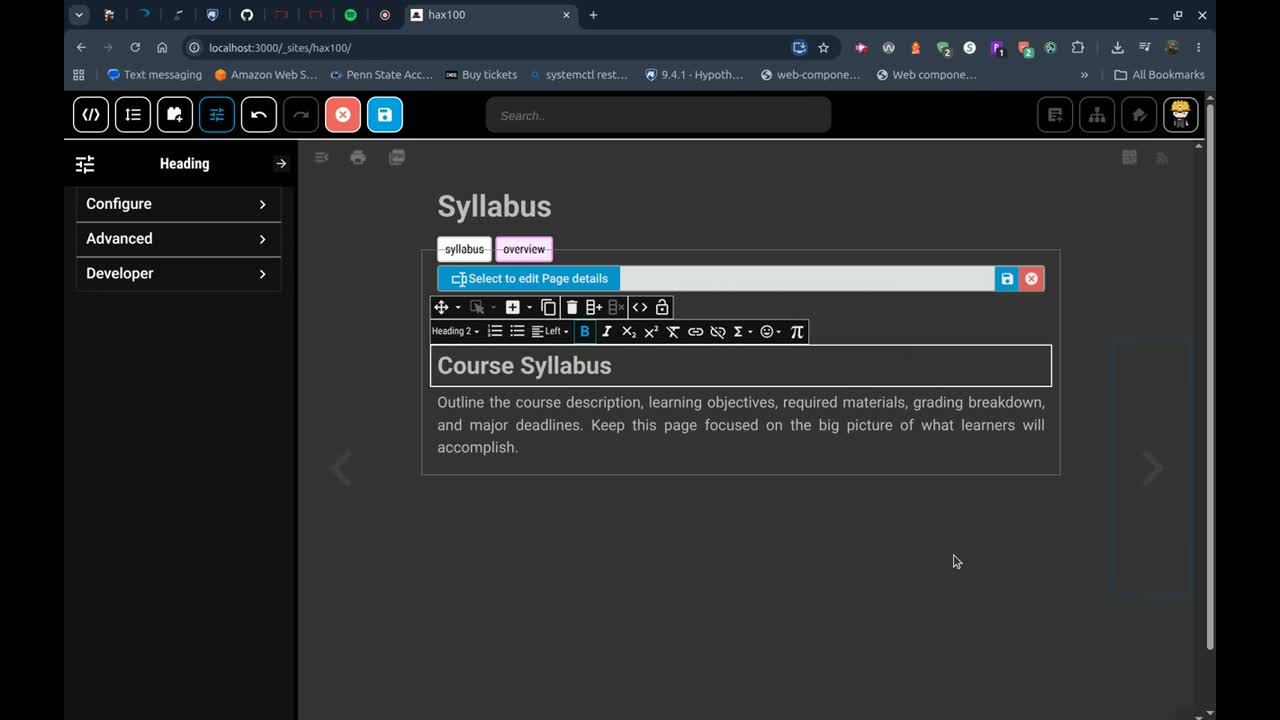 hax100
localhost:3000/_sites/hax100/
Text messaging
Amazon Web S...
Penn State Acc...
Buy tickets
systemctl rest...
9.4.1 - Hypoth...
web-compone...
Web compone...
»
All Bookmarks
Search..
Heading
Configure
Advanced
Developer
Syllabus
syllabus
overview
Select to edit Page details
Heading 2
Left
B
I
Course Syllabus
Outline the course description, learning objectives, required materials, grading breakdown,
and major deadlines. Keep this page focused on the big picture of what learners will
accomplish.